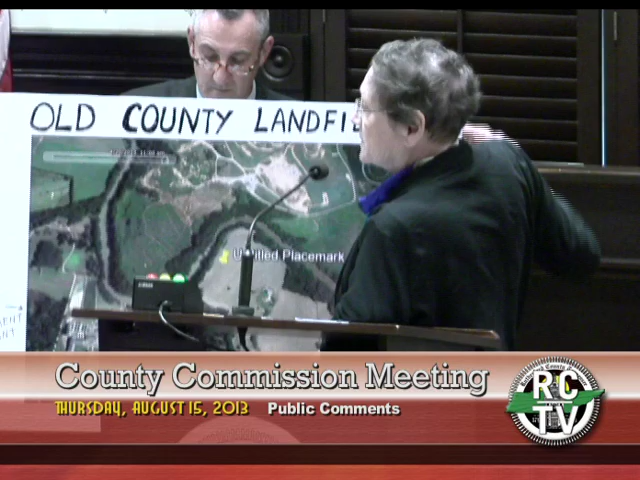 OLD COUNTY LANDFI
Untitled Placemark
County Commission Meeting
THURSDAY, AUGUST 15, 2013 Public Comments
RC
TV